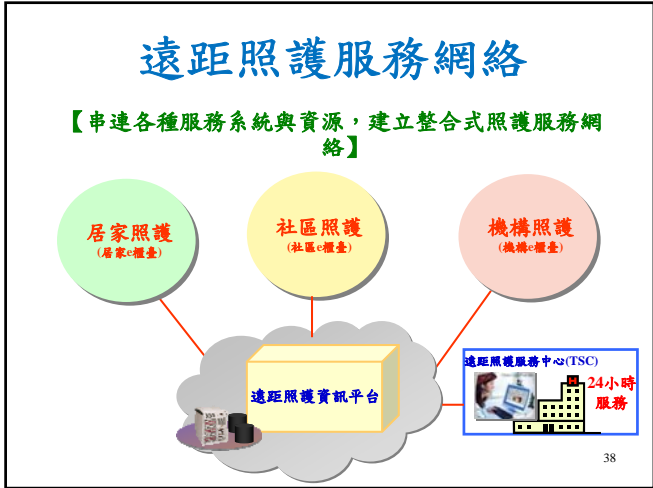 遠距照護服務網絡
【串連各種服務系統與資源，建立整合式照護服務網
絡】
居家照護
(居家e櫃臺)
社區照護
(社區e櫃臺)
機構照護
(機構e櫃臺)
遠距照護資訊平台
遠距照護服務中心(TSC)
24小時
服務
H
38